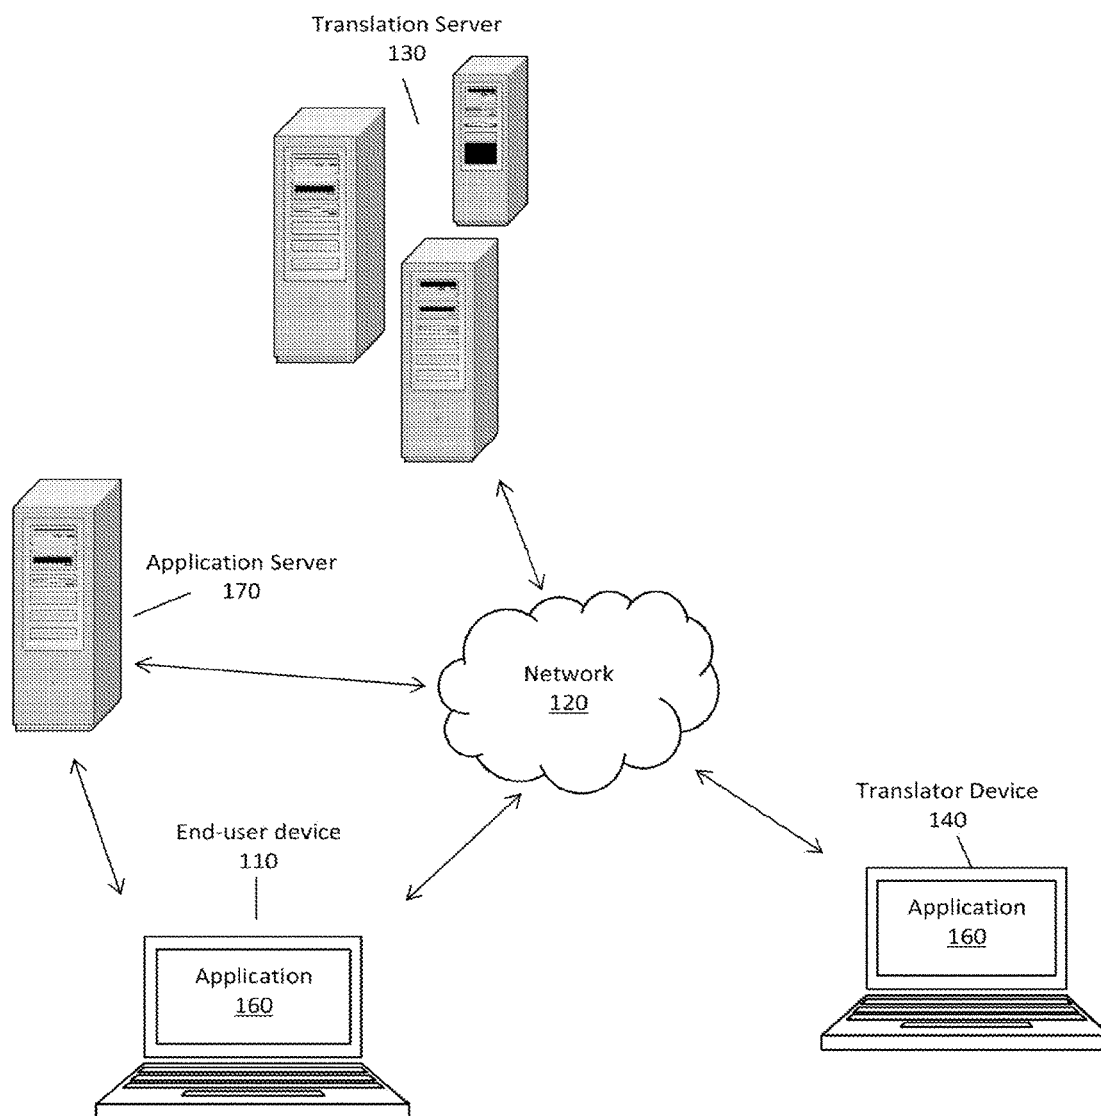 Translation Server
130
Application Server
170
Network
120
Translator Device
140
End-user device
110
Application
160
Application
160